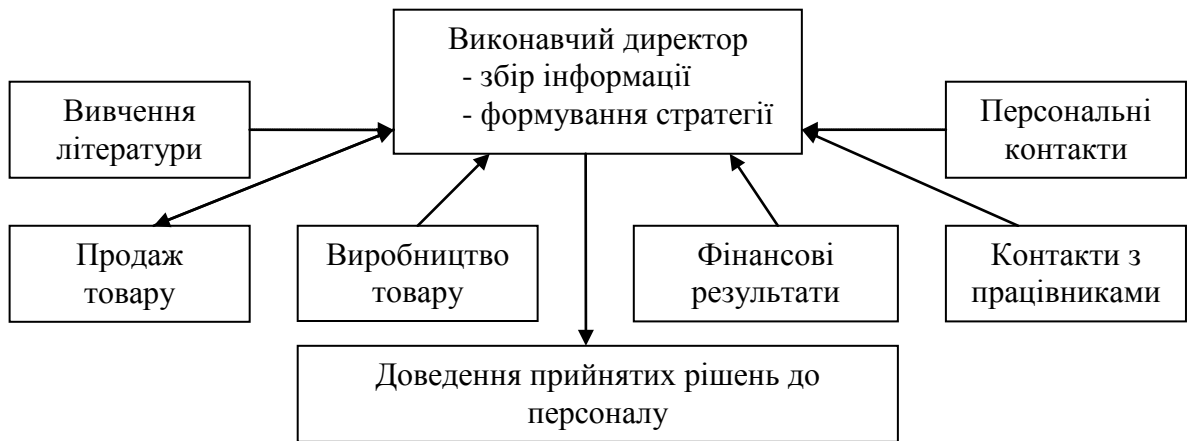 Виконавчий директор
- збір інформації
- формування стратегії
Вивчення
літератури
Персональні
контакти
Продаж
товару
Виробництво
товару
Фінансові
результати
Контакти з
працівниками
Доведення прийнятих рішень до
персоналу